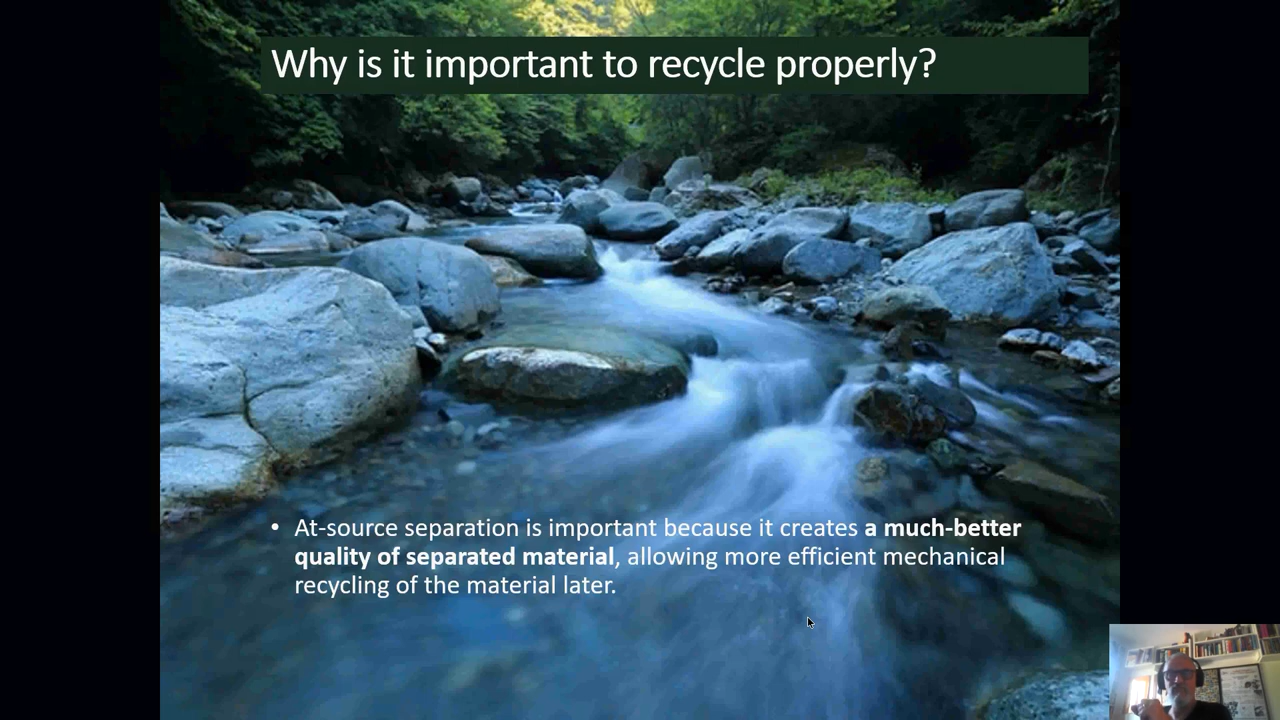 Why is it important to recycle properly?
• At-source separation is important because it creates a much-better
quality of separated material, allowing more efficient mechanical
recycling of the material later.